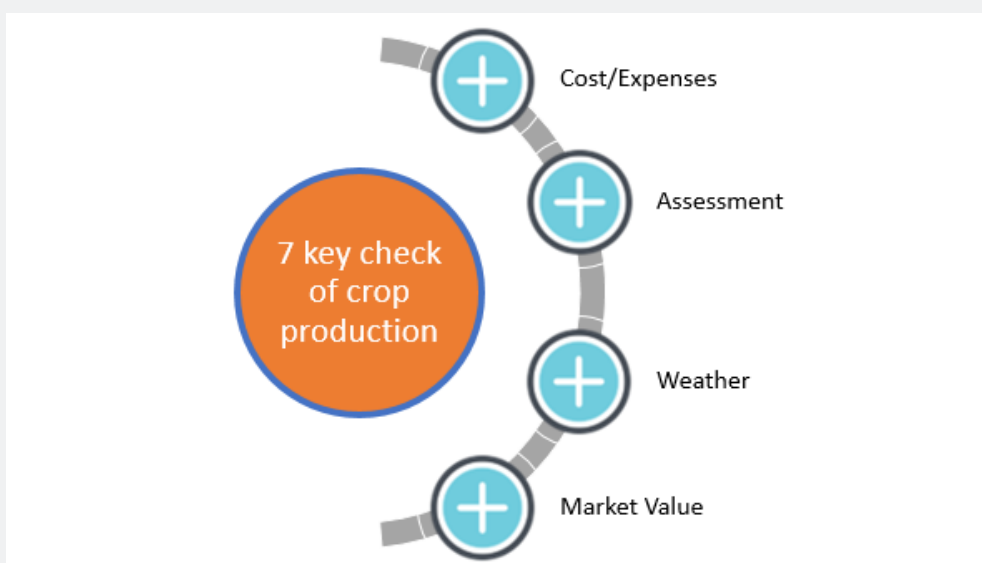 Cost/Expenses
Assessment
7 key check
of crop
production
Weather
Market Value